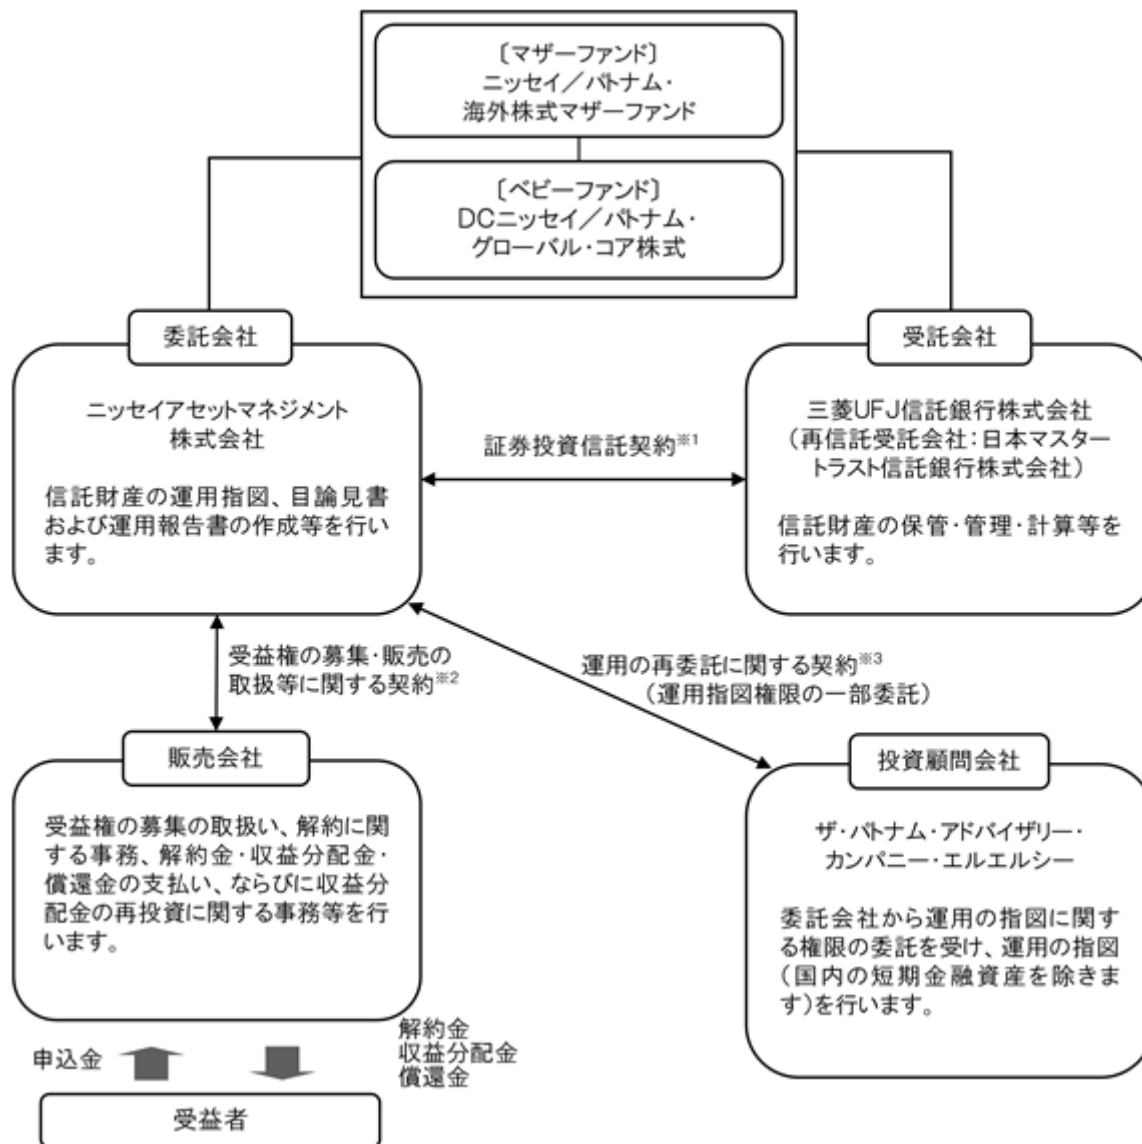 〔マザーファンド〕
ニッセイ／パトナム・
海外株式マザーファンド
〔ベビーファンド〕
DCニッセイ／パトナム・
グローバル・コア株式
委託会社
ニッセイアセットマネジメント
株式会社
信託財産の運用指図、目論見書
および運用報告書の作成等を行い
ます。
証券投資信託契約※1
受託会社
三菱UFJ信託銀行株式会社
（再信託受託会社：日本マスター
トラスト信託銀行株式会社）
信託財産の保管・管理・計算等を
行います。
受益権の募集・販売の
取扱等に関する契約※2
運用の再委託に関する契約※3
（運用指図権限の一部委託）
販売会社
受益権の募集の取扱い、解約に関
する事務、解約金・収益分配金・
償還金の支払い、ならびに収益分
配金の再投資に関する事務等を行
います。
投資顧問会社
ザ・パトナム・アドバイザリー・
カンパニー・エルエルシー
委託会社から運用の指図に関す
る権限の委託を受け、運用の指図
（国内の短期金融資産を除きま
す）を行います。
申込金
解約金
収益分配金
償還金
受益者